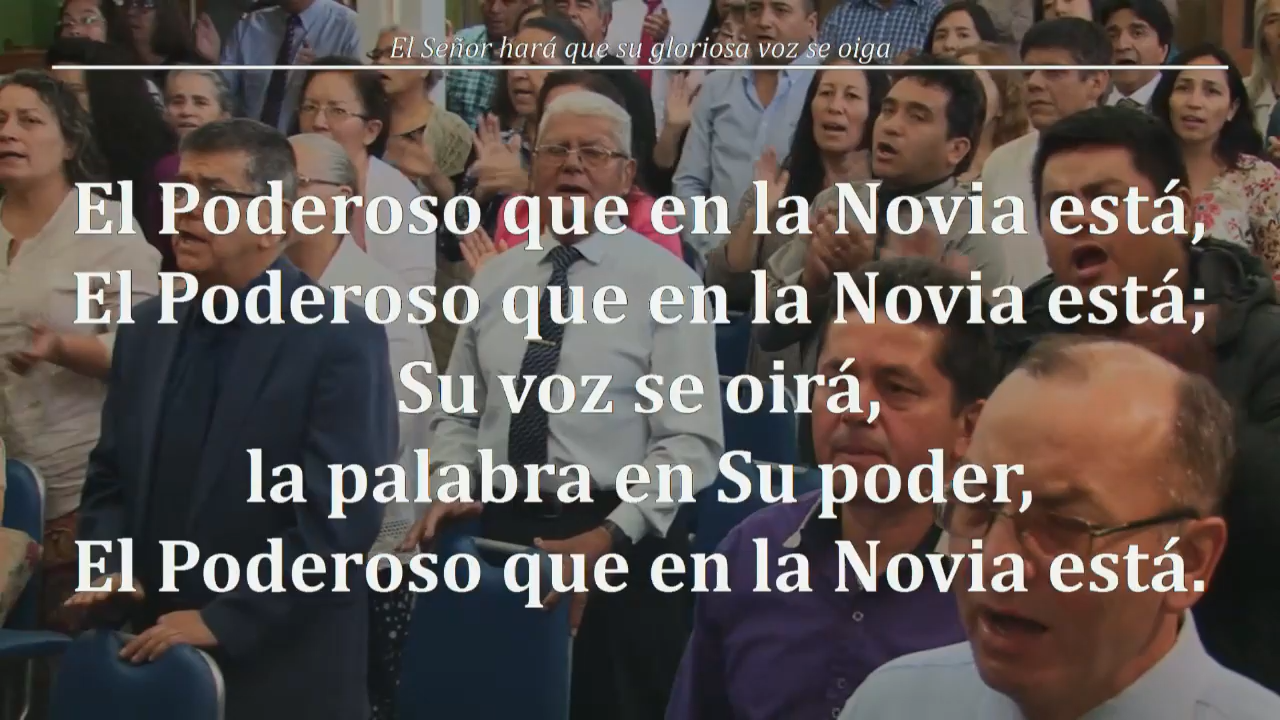 El Señor hará que su gloriosa voz se oiga
El Poderoso que en la Novia está,
El Poderoso que en la Novia está;
Su voz se oirá,
la palabra en Su poder,
El Poderoso que en la Novia está.